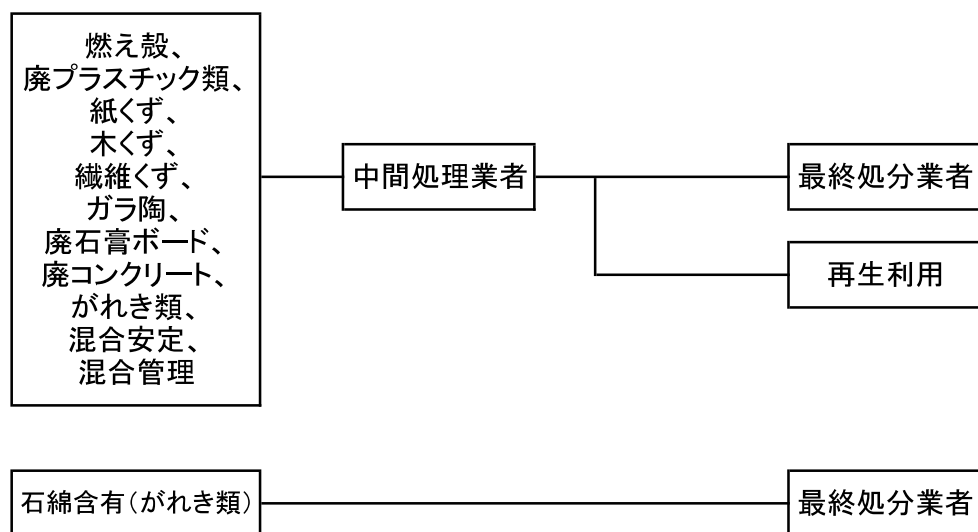 燃え殻、
廃プラスチック類、
紙くず、
木くず、
繊維くず、
ガラ陶、
廃石膏ボード、
廃コンクリート、
がれき類、
混合安定、
混合管理
中間処理業者
最終処分業者
再生利用
石綿含有（がれき類）
最終処分業者